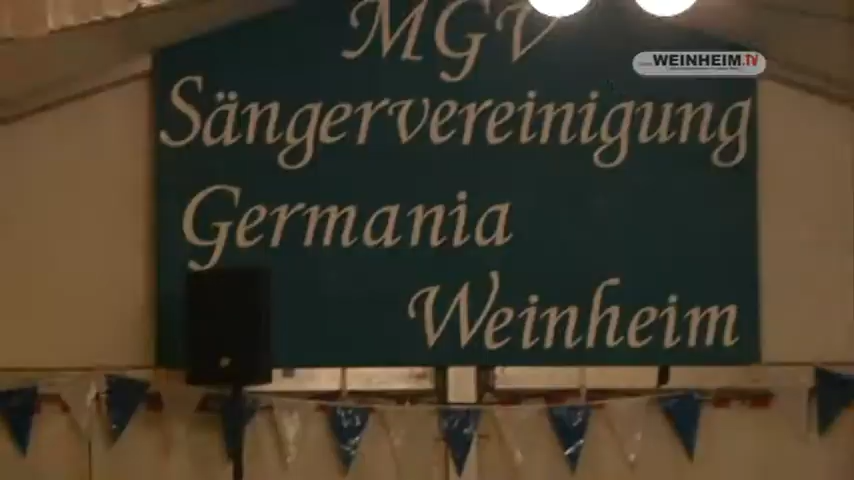 MGV
WEINHEIM.TV
Sängervereinigung
Germania
Weinheim